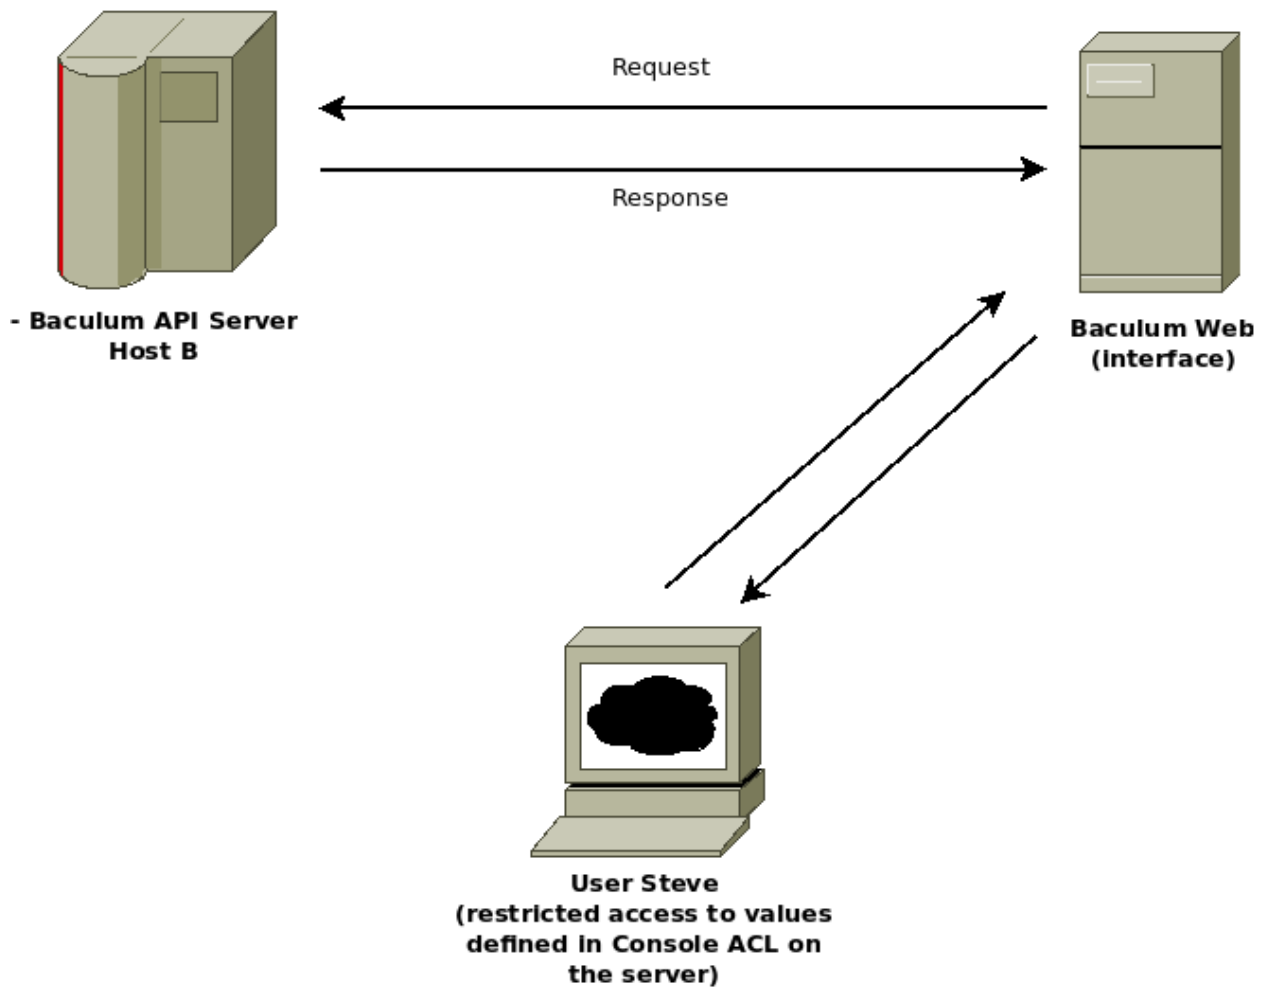 Request
Response
- Baculum API Server
Host B
Baculum Web
(interface)
User Steve
(restricted access to values
defined in Console ACL on
the server)